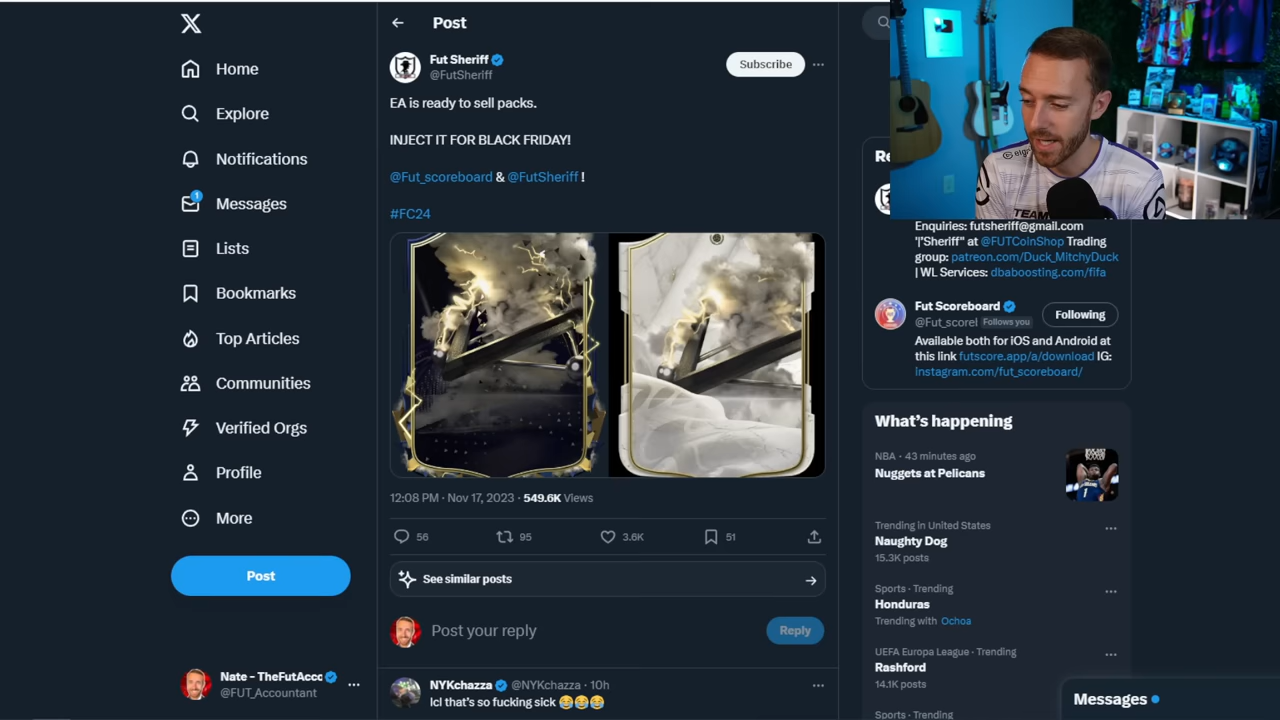 Home
Explore
Notifications
1
Messages
Lists
Bookmarks
Top Articles
Communities
Verified Orgs
Profile
More
Post
Nate - TheFutAcc
@FUT_Accountant
Post
Fut Sheriff
@FutSheriff
Subscribe
EA is ready to sell packs.
INJECT IT FOR BLACK FRIDAY!
@Fut_scoreboard & @FutSheriff !
#FC24
12:08 PM · Nov 17, 2023 · 549.6K Views
56
95
3.6K
51
See similar posts
Post your reply
Reply
NYKchazza @NYKchazza · 10h
Icl that's so fucking sick 😂😂😂
Enquiries: futsheriff@gmail.com
'|"Sheriff" at @FUTCoinShop Trading
group: patreon.com/Duck_MitchyDuck
| WL Services: dbaboosting.com/fifa
Fut Scoreboard
@Fut_scorel Follows you
Following
Available both for iOS and Android at
this link futscore.app/a/download IG:
Instagram.com/fut_scoreboard/
What's happening
NBA · 43 minutes ago
Nuggets at Pelicans
Trending in United States
Naughty Dog
15.3K posts
Sports · Trending
Honduras
Trending with Ochoa
UEFA Europa League · Trending
Rashford
14.1K posts
Sports · Trending
Messages
TEAM